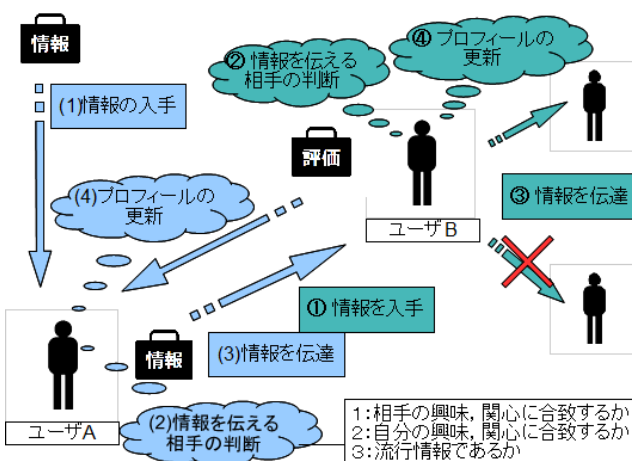 情報
(1)情報の入手
② 情報を伝える
相手の判断
④ プロフィールの
更新
評価
(4)プロフィールの
更新
③ 情報を伝達
ユーザB
① 情報を入手
情報
(3)情報を伝達
ユーザA
(2)情報を伝える
相手の判断
1:相手の興味, 関心に合致するか
2:自分の興味, 関心に合致するか
3:流行情報であるか